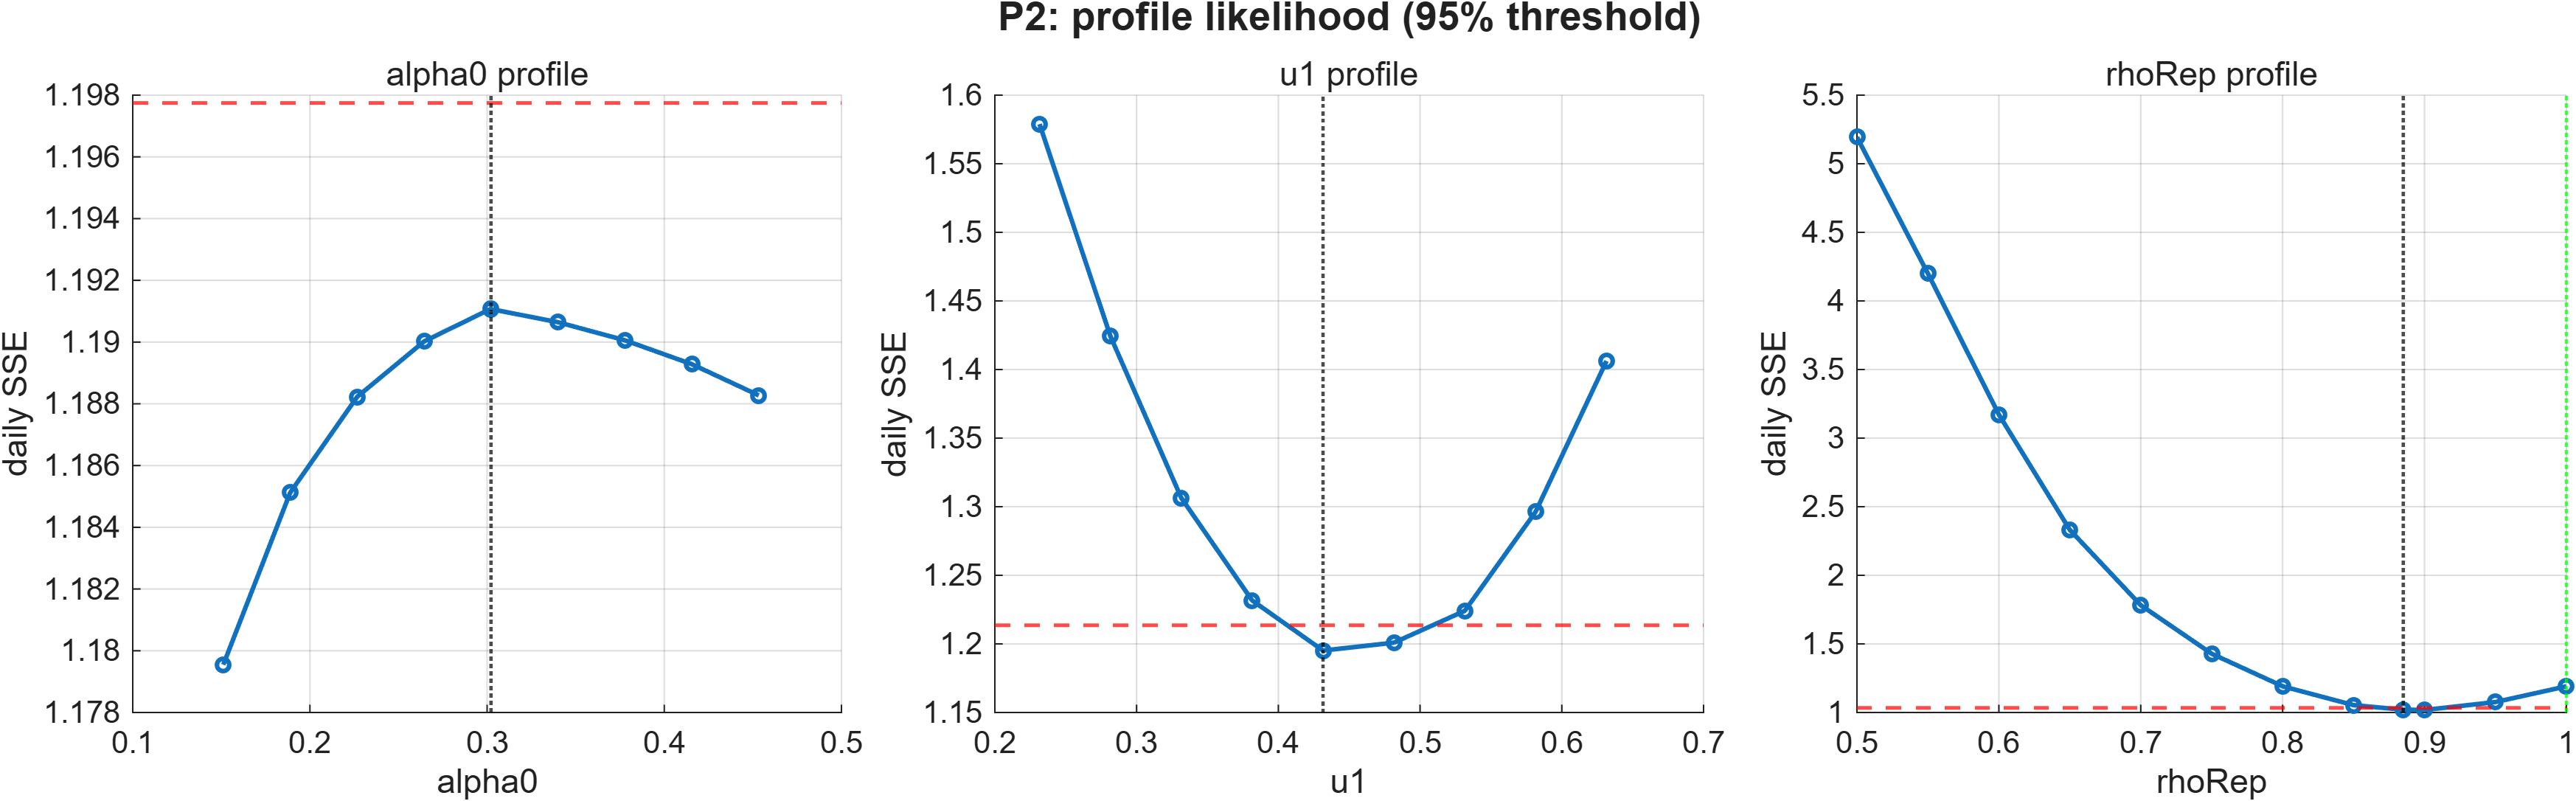 P2: profile likelihood (95% threshold)
alpha0 profile
1.198
1.196
1.194
1.192
1.19
1.188
1.186
1.184
1.182
1.18
1.178
daily SSE
0.1 0.2 0.3 0.4 0.5
alpha0
u1 profile
1.6
1.55
1.5
1.45
1.4
1.35
1.3
1.25
1.2
1.15
daily SSE
0.2 0.3 0.4 0.5 0.6 0.7
u1
rhoRep profile
5.5
5
4.5
4
3.5
3
2.5
2
1.5
1
daily SSE
0.5 0.6 0.7 0.8 0.9 1
rhoRep